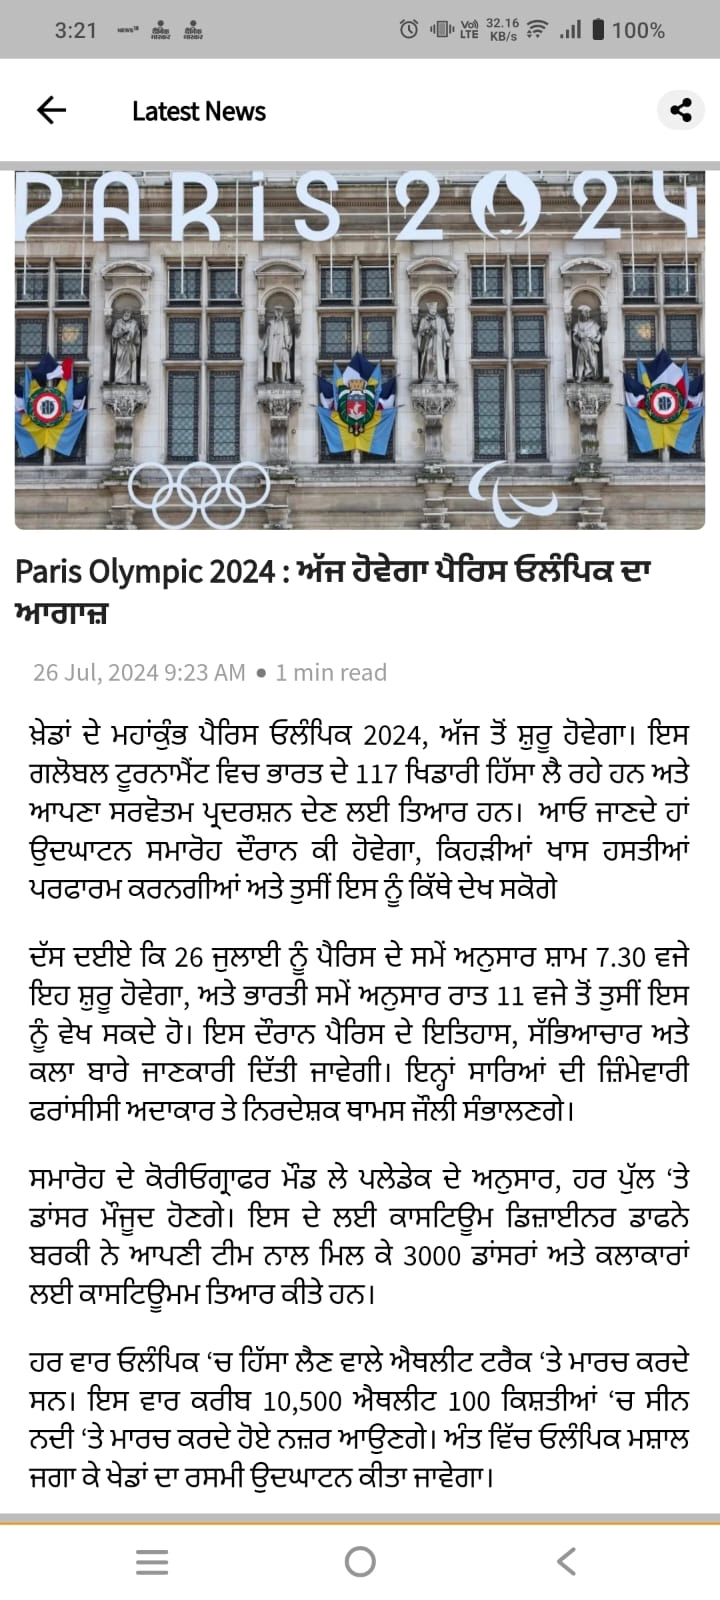 3:21
NEWS18
दैनिक भास्कर
दैनिक भास्कर
Vo)) LTE
32.16 KB/s
100%
Latest News
PARIS 2024
Paris Olympic 2024 : ਅੱਜ ਹੋਵੇਗਾ ਪੈਰਿਸ ਓਲੰਪਿਕ ਦਾ
ਆਗਾਜ਼
26 Jul, 2024 9:23 AM • 1 min read
ਖ਼ੇਡਾਂ ਦੇ ਮਹਾਂਕੁੰਭ ਪੈਰਿਸ ਓਲੰਪਿਕ 2024, ਅੱਜ ਤੋਂ ਸ਼ੁਰੂ ਹੋਵੇਗਾ। ਇਸ
ਗਲੋਬਲ ਟੂਰਨਾਮੈਂਟ ਵਿਚ ਭਾਰਤ ਦੇ 117 ਖਿਡਾਰੀ ਹਿੱਸਾ ਲੈ ਰਹੇ ਹਨ ਅਤੇ
ਆਪਣਾ ਸਰਵੋਤਮ ਪ੍ਰਦਰਸ਼ਨ ਦੇਣ ਲਈ ਤਿਆਰ ਹਨ। ਆਓ ਜਾਣਦੇ ਹਾਂ
ਉਦਘਾਟਨ ਸਮਾਰੋਹ ਦੌਰਾਨ ਕੀ ਹੋਵੇਗਾ, ਕਿਹੜੀਆਂ ਖਾਸ ਹਸਤੀਆਂ
ਪਰਫਾਰਮ ਕਰਨਗੀਆਂ ਅਤੇ ਤੁਸੀਂ ਇਸ ਨੂੰ ਕਿੱਥੇ ਦੇਖ ਸਕੋਗੇ
ਦੱਸ ਦਈਏ ਕਿ 26 ਜੁਲਾਈ ਨੂੰ ਪੈਰਿਸ ਦੇ ਸਮੇਂ ਅਨੁਸਾਰ ਸ਼ਾਮ 7.30 ਵਜੇ
ਇਹ ਸ਼ੁਰੂ ਹੋਵੇਗਾ, ਅਤੇ ਭਾਰਤੀ ਸਮੇਂ ਅਨੁਸਾਰ ਰਾਤ 11 ਵਜੇ ਤੋਂ ਤੁਸੀਂ ਇਸ
ਨੂੰ ਵੇਖ ਸਕਦੇ ਹੋ। ਇਸ ਦੌਰਾਨ ਪੈਰਿਸ ਦੇ ਇਤਿਹਾਸ, ਸੱਭਿਆਚਾਰ ਅਤੇ
ਕਲਾ ਬਾਰੇ ਜਾਣਕਾਰੀ ਦਿੱਤੀ ਜਾਵੇਗੀ। ਇਨ੍ਹਾਂ ਸਾਰਿਆਂ ਦੀ ਜ਼ਿੰਮੇਵਾਰੀ
ਫਰਾਂਸੀਸੀ ਅਦਾਕਾਰ ਤੇ ਨਿਰਦੇਸ਼ਕ ਥਾਮਸ ਜੌਲੀ ਸੰਭਾਲਣਗੇ।
ਸਮਾਰੋਹ ਦੇ ਕੋਰੀਓਗ੍ਰਾਫਰ ਮੌਡ ਲੇ ਪਲੇਡੇਕ ਦੇ ਅਨੁਸਾਰ, ਹਰ ਪੁੱਲ ‘ਤੇ
ਡਾਂਸਰ ਮੌਜੂਦ ਹੋਣਗੇ। ਇਸ ਦੇ ਲਈ ਕਾਸਟਿਊਮ ਡਿਜ਼ਾਈਨਰ ਡਾਫਨੇ
ਬਰਕੀ ਨੇ ਆਪਣੀ ਟੀਮ ਨਾਲ ਮਿਲ ਕੇ 3000 ਡਾਂਸਰਾਂ ਅਤੇ ਕਲਾਕਾਰਾਂ
ਲਈ ਕਾਸਟਿਊਮਮ ਤਿਆਰ ਕੀਤੇ ਹਨ।
ਹਰ ਵਾਰ ਓਲੰਪਿਕ ‘ਚ ਹਿੱਸਾ ਲੈਣ ਵਾਲੇ ਐਥਲੀਟ ਟਰੈਕ ‘ਤੇ ਮਾਰਚ ਕਰਦੇ
ਸਨ। ਇਸ ਵਾਰ ਕਰੀਬ 10,500 ਐਥਲੀਟ 100 ਕਿਸ਼ਤੀਆਂ ‘ਚ ਸੀਨ
ਨਦੀ ‘ਤੇ ਮਾਰਚ ਕਰਦੇ ਹੋਏ ਨਜ਼ਰ ਆਉਣਗੇ। ਅੰਤ ਵਿੱਚ ਓਲੰਪਿਕ ਮਸ਼ਾਲ
ਜਗਾ ਕੇ ਖੇਡਾਂ ਦਾ ਰਸਮੀ ਉਦਘਾਟਨ ਕੀਤਾ ਜਾਵੇਗਾ।